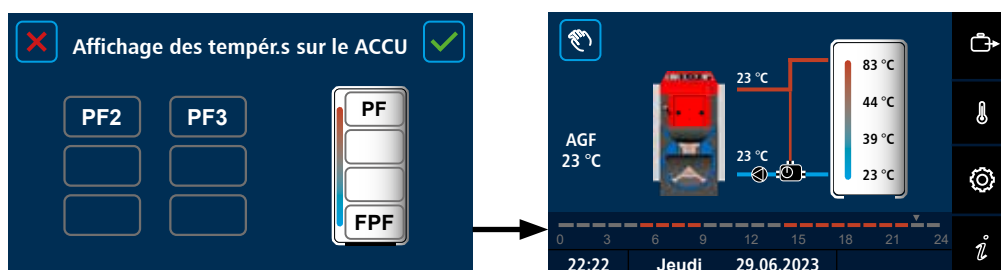 Affichage des tempér.s sur le ACCU
PF2 PF3 PF
FPF
83 °C
23 °C
44 °C
AGF
39 °C
23 °C
23 °C
23 °C
0 3 6 9 12 15 18 21 24
22:22 Jeudi 29.06.2023
i